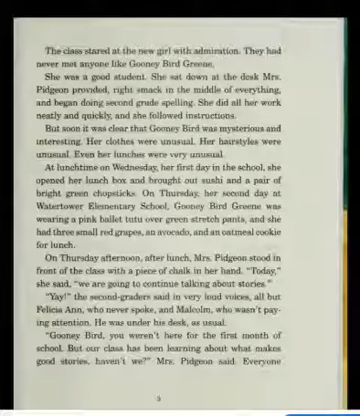 The class stared at the new girl with admiration. They had
never met anyone like Gooney Bird Greene.
She was a good student. She sat down at the desk Mrs.
Pidgeon provided, right smack in the middle of everything,
and began doing second grade spelling. She did all her work
neatly and quickly, and she followed instructions.
But soon it was clear that Gooney Bird was mysterious and
interesting. Her clothes were unusual. Her hairstyles were
unusual. Even her lunches were very unusual.
At lunchtime on Wednesday, her first day in the school, she
opened her lunch box and brought out sushi and a pair of
bright green chopsticks. On Thursday, her second day at
Watertower Elementary School, Gooney Bird Greene was
wearing a pink ballet tutu over green stretch pants, and she
had three small red grapes, an avocado, and an oatmeal cookie
for lunch.
On Thursday afternoon, after lunch, Mrs. Pidgeon stood in
front of the class with a piece of chalk in her hand. "Today,"
she said, "we are going to continue talking about stories."
"Yay!" the second-graders said in very loud voices, all but
Felicia Ann, who never spoke, and Malcolm, who wasn't pay-
ing attention. He was under his desk, as usual.
"Gooney Bird, you weren't here for the first month of
school. But our class has been learning about what makes
good stories, haven't we?" Mrs. Pidgeon said. Everyone